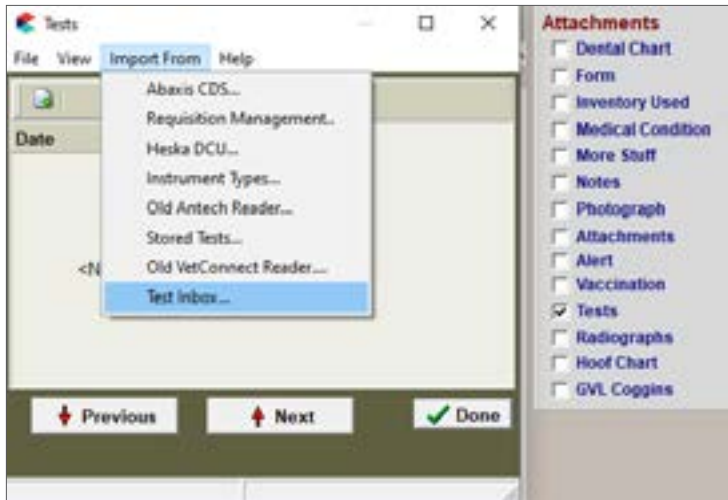 Tests
File View Import From Help
Abaxis CDS...
Requisition Management..
Date
Heska DCU...
Instrument Types...
Old Antech Reader...
Stored Tests...
<N
Old VetConnect Reader....
Test Inbox...
Previous Next Done
Attachments
Dental Chart
Form
Inventory Used
Medical Condition
More Stuff
Notes
Photograph
Attachments
Alert
Vaccination
Tests
Radiographs
Hoof Chart
GVL Coggins